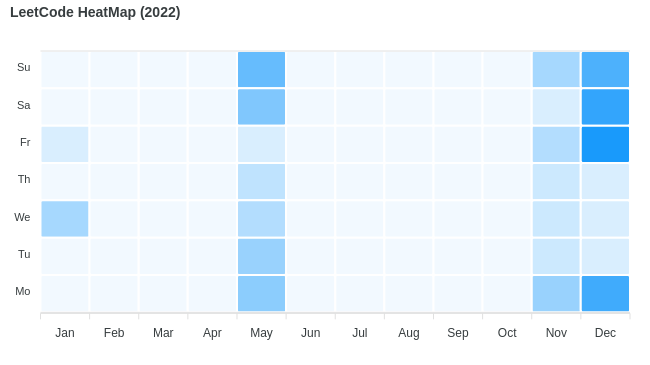 LeetCode HeatMap (2022)
Su
Sa
Fr
Th
We
Tu
Mo
Jan Feb Mar Apr May Jun Jul Aug Sep Oct Nov Dec